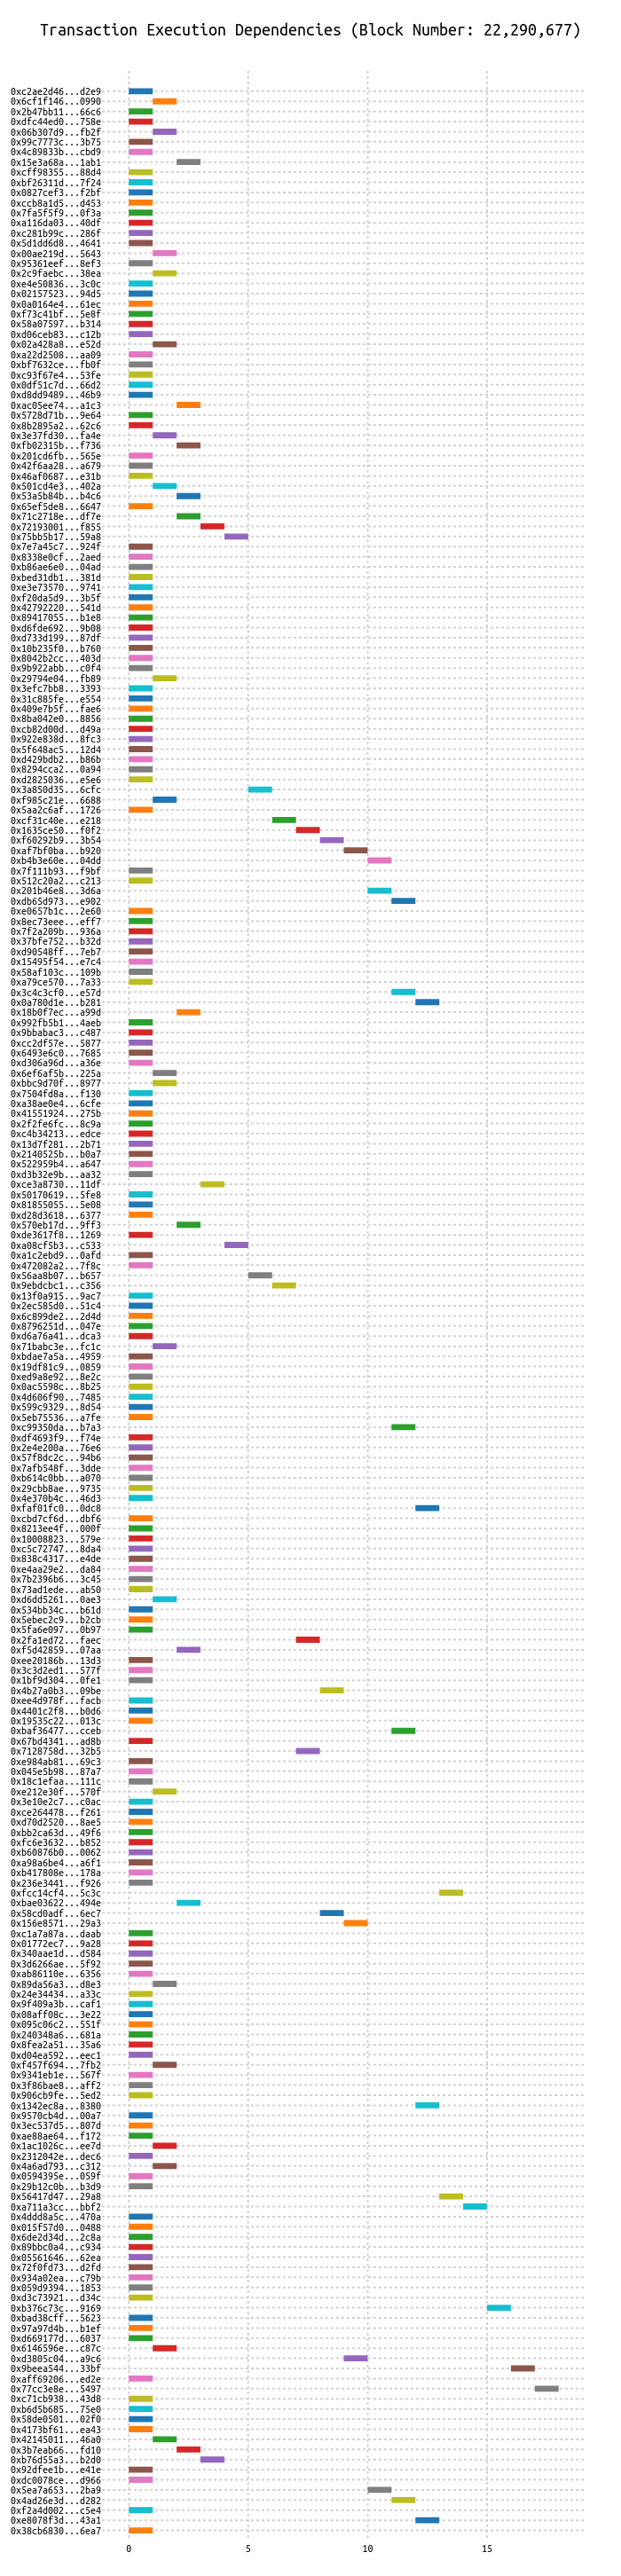 Transaction Execution Dependencies (Block Number: 22,290,677)
0xc2ae2d46...d2e9
0x6cf1f146...0990
0x2b47bb11...66c6
0xdfc44ed0...758e
0x06b307d9...fb2f
0x99c7773c...3b75
0x4c89833b...cbd9
0x15e3a68a...1ab1
0xcff98355...88d4
0xbf26311d...7f24
0x0827cef3...f2bf
0xccb8a1d5...d453
0x7fa5f5f9...0f3a
0xa116da03...40df
0xc281b99c...286f
0x5d1dd6d8...4641
0x00ae219d...5643
0x95361eef...8ef3
0x2c9faebc...38ea
0xe4e50836...3c0c
0x02157523...94d5
0x0a0164e4...61ec
0xf73c41bf...5e8f
0x58a07597...b314
0xd06ceb83...c12b
0x02a428a8...e52d
0xa22d2508...aa09
0xbf7632ce...fb0f
0xc93f67e4...53fe
0x0df51c7d...66d2
0xd8dd9489...46b9
0xac05ee74...a1c3
0x5728d71b...9e64
0x8b2895a2...62c6
0x3e37fd30...fa4e
0xfb02315b...f736
0x201cd6fb...565e
0x42f6aa28...a679
0x46af0687...e31b
0x501cd4e3...402a
0x53a5b84b...b4c6
0x65ef5de8...6647
0x71c2718e...df7e
0x72193001...f855
0x75bb5b17...59a8
0x7e7a45c7...924f
0x8338e0cf...2aed
0xb86ae6e0...04ad
0xbed31db1...381d
0xe3e73570...9741
0xf20da5d9...3b5f
0x42792220...541d
0x89417055...b1e8
0xd6fde692...9b08
0xd733d199...87df
0x10b235f0...b760
0x8042b2cc...403d
0x9b922abb...c0f4
0x29794e04...fb89
0x3efc7bb8...3393
0x31c885fe...e554
0x409e7b5f...fae6
0x8ba042e0...8856
0xcb82d00d...d49a
0x922e838d...8fc3
0x5f648ac5...12d4
0xd429bdb2...b86b
0x8294cca2...0a94
0xd2825036...e5e6
0x3a850d35...6cfc
0xf985c21e...6688
0x5aa2c6af...1726
0xcf31c40e...e218
0x1635ce50...f0f2
0xf60292b9...3b54
0xaf7bf0ba...b920
0xb4b3e60e...04dd
0x7f111b93...f9bf
0x512c20a2...c213
0x201b46e8...3d6a
0xdb65d973...e902
0xe0657b1c...2e60
0x8ec73eee...eff7
0x7f2a209b...936a
0x37bfe752...b32d
0xd90548ff...7eb7
0x15495f54...e7c4
0x58af103c...109b
0xa79ce570...7a33
0x3c4c3cf0...e57d
0x0a780d1e...b281
0x18b0f7ec...a99d
0x992fb5b1...4aeb
0x9bbabac3...c487
0xcc2df57e...5877
0x6493e6c0...7685
0xd306a96d...a36e
0x6ef6af5b...225a
0xbbc9d70f...8977
0x7504fd8a...f130
0xa38ae0e4...6cfe
0x41551924...275b
0x2f2fe6fc...8c9a
0xc4b34213...edce
0x13d7f281...2b71
0x2140525b...b0a7
0x522959b4...a647
0xd3b32e9b...aa32
0xce3a8730...11df
0x50170619...5fe8
0x81855055...5e08
0xd28d3618...6377
0x570eb17d...9ff3
0xde3617f8...1269
0xa08cf5b3...c533
0xa1c2ebd9...0afd
0x472082a2...7f8c
0x56aa8b07...b657
0x9ebdcbc1...c356
0x13f0a915...9ac7
0x2ec585d0...51c4
0x6c899de2...2d4d
0x8796251d...047e
0xd6a76a41...dca3
0x71babc3e...fc1c
0xbdae7a5a...4959
0x19df81c9...0859
0xed9a8e92...8e2c
0x0ac5598c...8b25
0x4d606f90...7485
0x599c9329...8d54
0x5eb75536...a7fe
0xc99350da...b7a3
0xdf4693f9...f74e
0x2e4e200a...76e6
0x57f8dc2c...94b6
0x7afb548f...3dde
0xb614c0bb...a070
0x29cbb8ae...9735
0x4e370b4c...46d3
0xfaf01fc0...0dc8
0xcbd7cf6d...dbf6
0x8213ee4f...000f
0x10008823...579e
0xc5c72747...8da4
0x838c4317...e4de
0xe4aa29e2...da84
0x7b2396b6...3c45
0x73ad1ede...ab50
0xd6dd5261...0ae3
0x534bb34c...b61d
0x5ebec2c9...b2cb
0x5fa6e097...0b97
0x2fa1ed72...faec
0xf5d42859...07aa
0xee20186b...13d3
0x3c3d2ed1...577f
0x1bf9d304...0fe1
0x4b27a0b3...09be
0xee4d978f...facb
0x4401c2f8...b0d6
0x19535c22...013c
0xbaf36477...cceb
0x67bd4341...ad8b
0x7128758d...32b5
0xe984ab81...69c3
0x045e5b98...87a7
0x18c1efaa...111c
0xe212e30f...570f
0x3e10e2c7...c0ac
0xce264478...f261
0xd70d2520...8ae5
0xbb2ca63d...49f6
0xfc6e3632...b852
0xb60876b0...0062
0xa98a6be4...a6f1
0xb417808e...178a
0x236e3441...f926
0xfcc14cf4...5c3c
0xbae03622...494e
0x58cd0adf...6ec7
0x156e8571...29a3
0xc1a7a87a...daab
0x01772ec7...9a28
0x340aae1d...d584
0x3d6266ae...5f92
0xab86110e...6356
0x89da56a3...d8e3
0x24e34434...a33c
0x9f409a3b...caf1
0x08aff08c...3e22
0x095c06c2...551f
0x240348a6...681a
0x8fea2a51...35a6
0xd04ea592...eec1
0xf457f694...7fb2
0x9341eb1e...567f
0x3f86bae8...aff2
0x906cb9fe...5ed2
0x1342ec8a...8380
0x9570cb4d...00a7
0x3ec537d5...807d
0xae88ae64...f172
0x1ac1026c...ee7d
0x2312042e...dec6
0x4a6ad793...c312
0x0594395e...059f
0x29b12c0b...b3d9
0x56417d47...29a8
0xa711a3cc...bbf2
0x4ddd8a5c...470a
0x015f57d0...0488
0x6de2d34d...2c8a
0x89bbc0a4...c934
0x05561646...62ea
0x72f0fd73...d2fd
0x934a02ea...c79b
0x059d9394...1853
0xd3c73921...d34c
0xb376c73c...9169
0xbad38cff...5623
0x97a97d4b...b1ef
0xd669177d...6037
0x6146596e...c87c
0xd3805c04...a9c6
0x9beea544...33bf
0xaff69206...ed2e
0x77cc3e8e...5497
0xc71cb938...43d8
0xb6d5b685...75e0
0x58de0501...02f0
0x4173bf61...ea43
0x42145011...46a0
0x3b7eab66...fd10
0xb76d55a3...b2d0
0x92dfee1b...e41e
0xdc0078ce...d966
0x5ea7a653...2ba9
0x4ad26e3d...d282
0xf2a4d002...c5e4
0xe8078f3d...43a1
0x38cb6830...6ea7
0 5 10 15